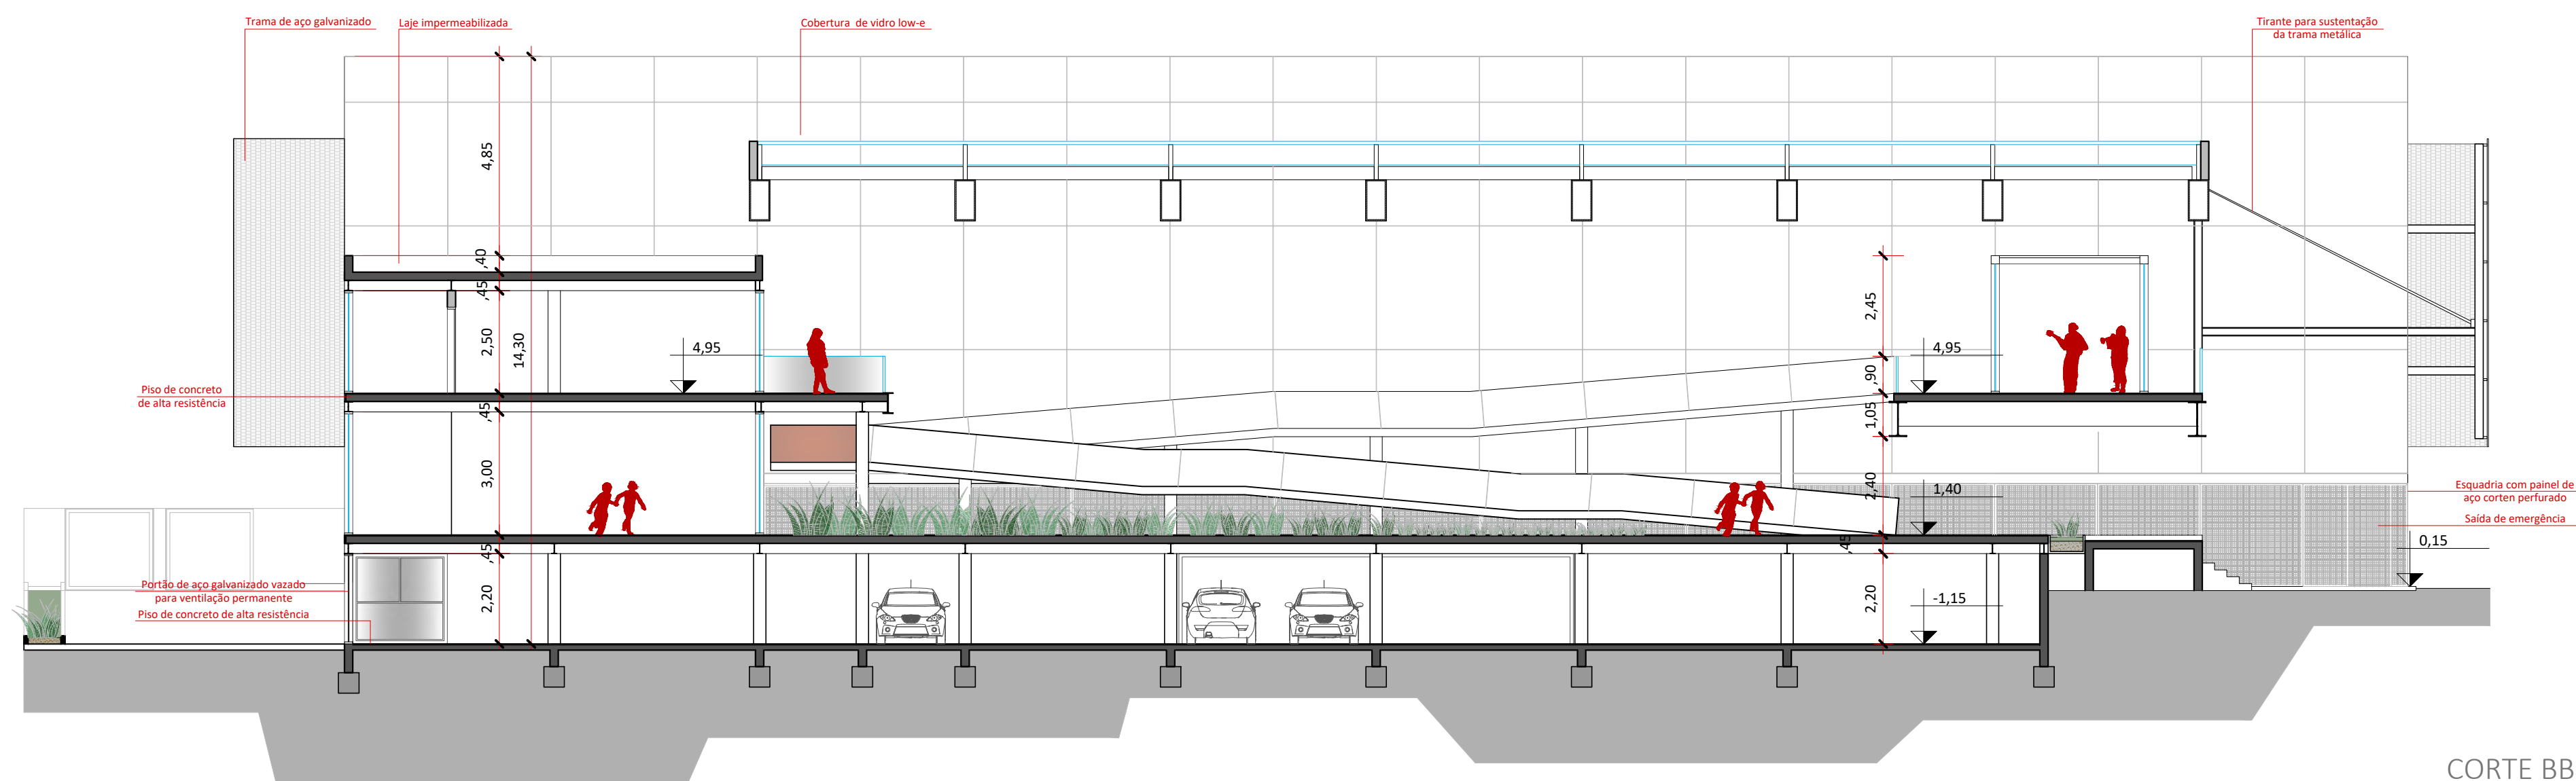 Trama de aço galvanizado
Laje impermeabilizada
Cobertura de vidro low-e
Tirante para sustentação
da trama metálica
4,85
,40
,45
2,50
14,30
4,95
Piso de concreto
de alta resistência
,45
3,00
,45
2,20
Portão de aço galvanizado vazado
para ventilação permanente
Piso de concreto de alta resistência
2,45
4,95
,90
1,05
2,40
1,40
,45
2,20
-1,15
Esquadria com painel de
aço corten perfurado
Saída de emergência
0,15
CORTE BB